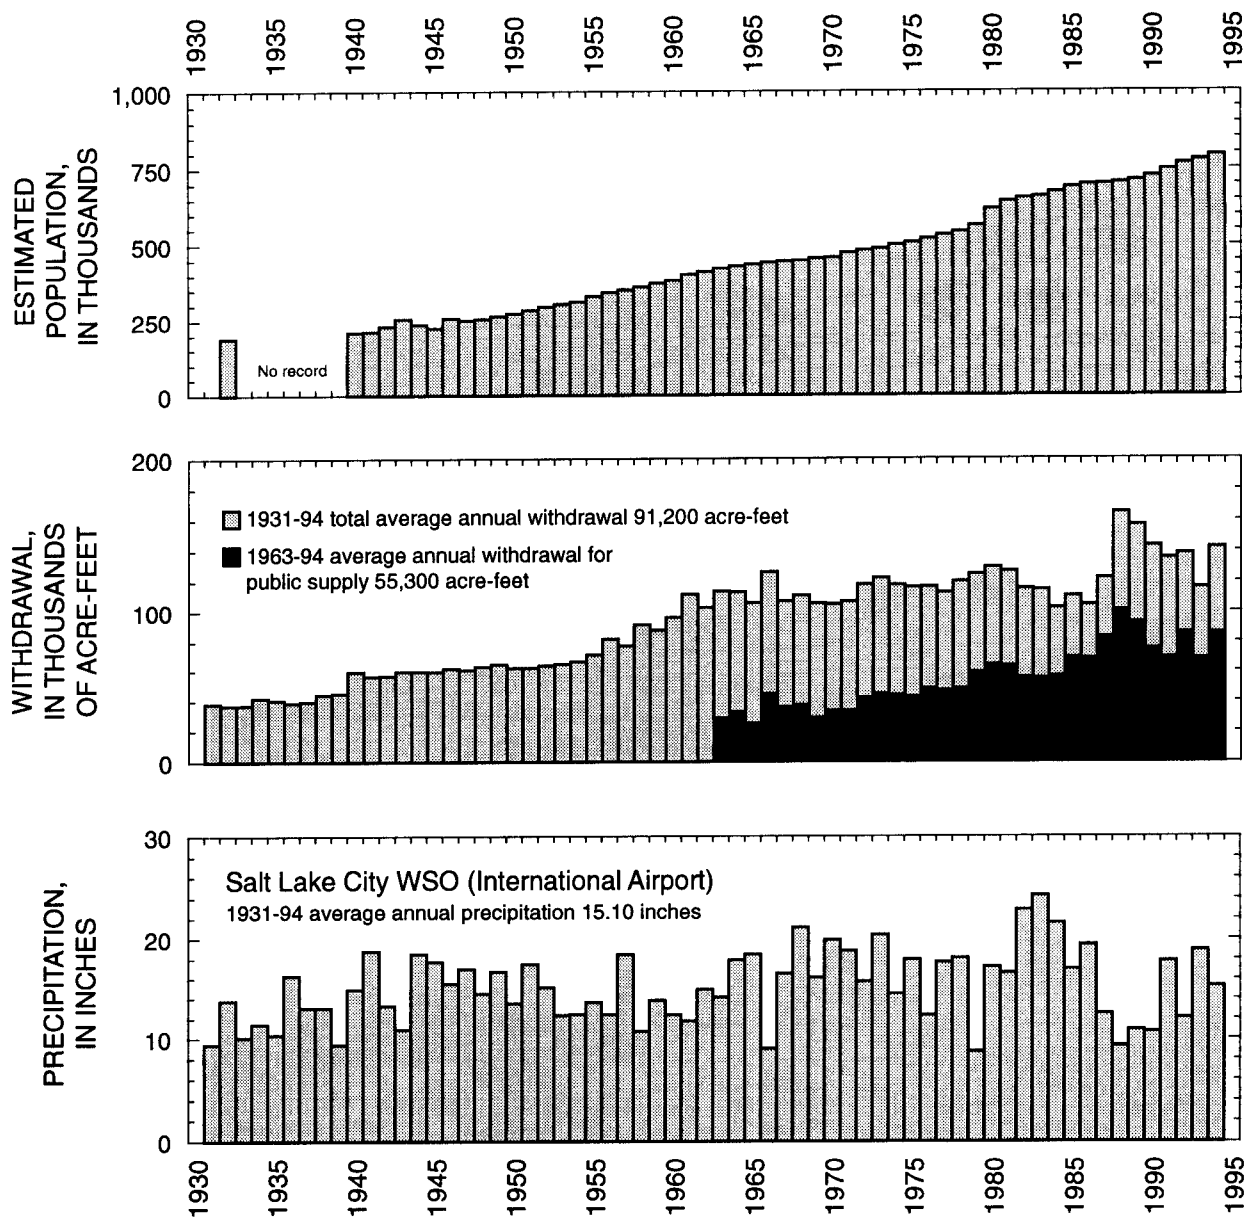 1930 1935 1940 1945 1950 1955 1960 1965 1970 1975 1980 1985 1990 1995
ESTIMATED
POPULATION,
IN THOUSANDS
1,000
750
500
250
0
No record
WITHDRAWAL,
IN THOUSANDS
OF ACRE-FEET
200
100
0
1931-94 total average annual withdrawal 91,200 acre-feet
1963-94 average annual withdrawal for
public supply 55,300 acre-feet
PRECIPITATION,
IN INCHES
30
20
10
0
Salt Lake City WSO (International Airport)
1931-94 average annual precipitation 15.10 inches
1930 1935 1940 1945 1950 1955 1960 1965 1970 1975 1980 1985 1990 1995